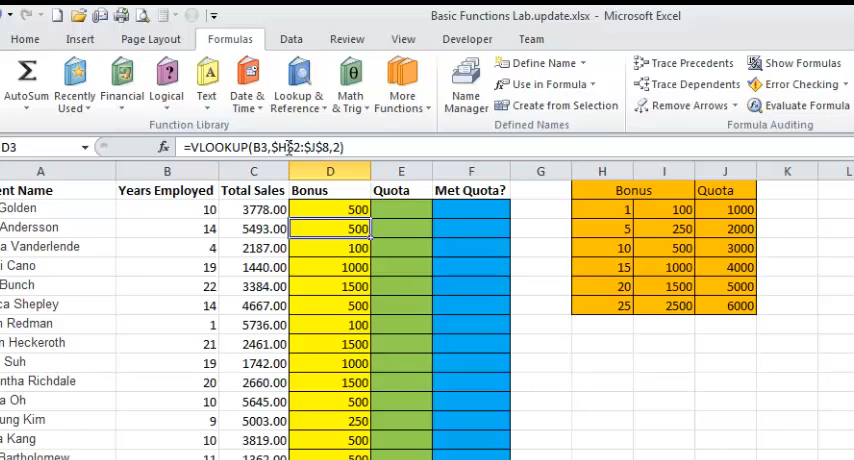 Basic Functions Lab.update.xlsx - Microsoft Excel
Home Insert Page Layout Formulas Data Review View Developer Team
AutoSum Recently Used Financial Logical Text Date & Time Lookup & Reference Math & Trig More Functions
Function Library
Name Manager
Define Name
Use in Formula
Create from Selection
Defined Names
Trace Precedents Show Formulas
Trace Dependents Error Checking
Remove Arrows Evaluate Formula
Formula Auditing
D3 fx =VLOOKUP(B3,$H$2:$J$8,2)
A B C D E F G H I J K L
ent Name Years Employed Total Sales Bonus Quota Met Quota? Bonus Quota
Golden 10 3778.00 500 1 100 1000
Andersson 14 5493.00 500 5 250 2000
a Vanderlende 4 2187.00 100 10 500 3000
i Cano 19 1440.00 1000 15 1000 4000
Bunch 22 3384.00 1500 20 1500 5000
ca Shepley 14 4667.00 500 25 2500 6000
n Redman 1 5736.00 100
m Heckeroth 21 2461.00 1500
Suh 19 1742.00 1000
ntha Richdale 20 2660.00 1500
a Oh 10 5645.00 500
ung Kim 9 5003.00 250
a Kang 10 3819.00 500
Bartholomew 11 1362.00 500